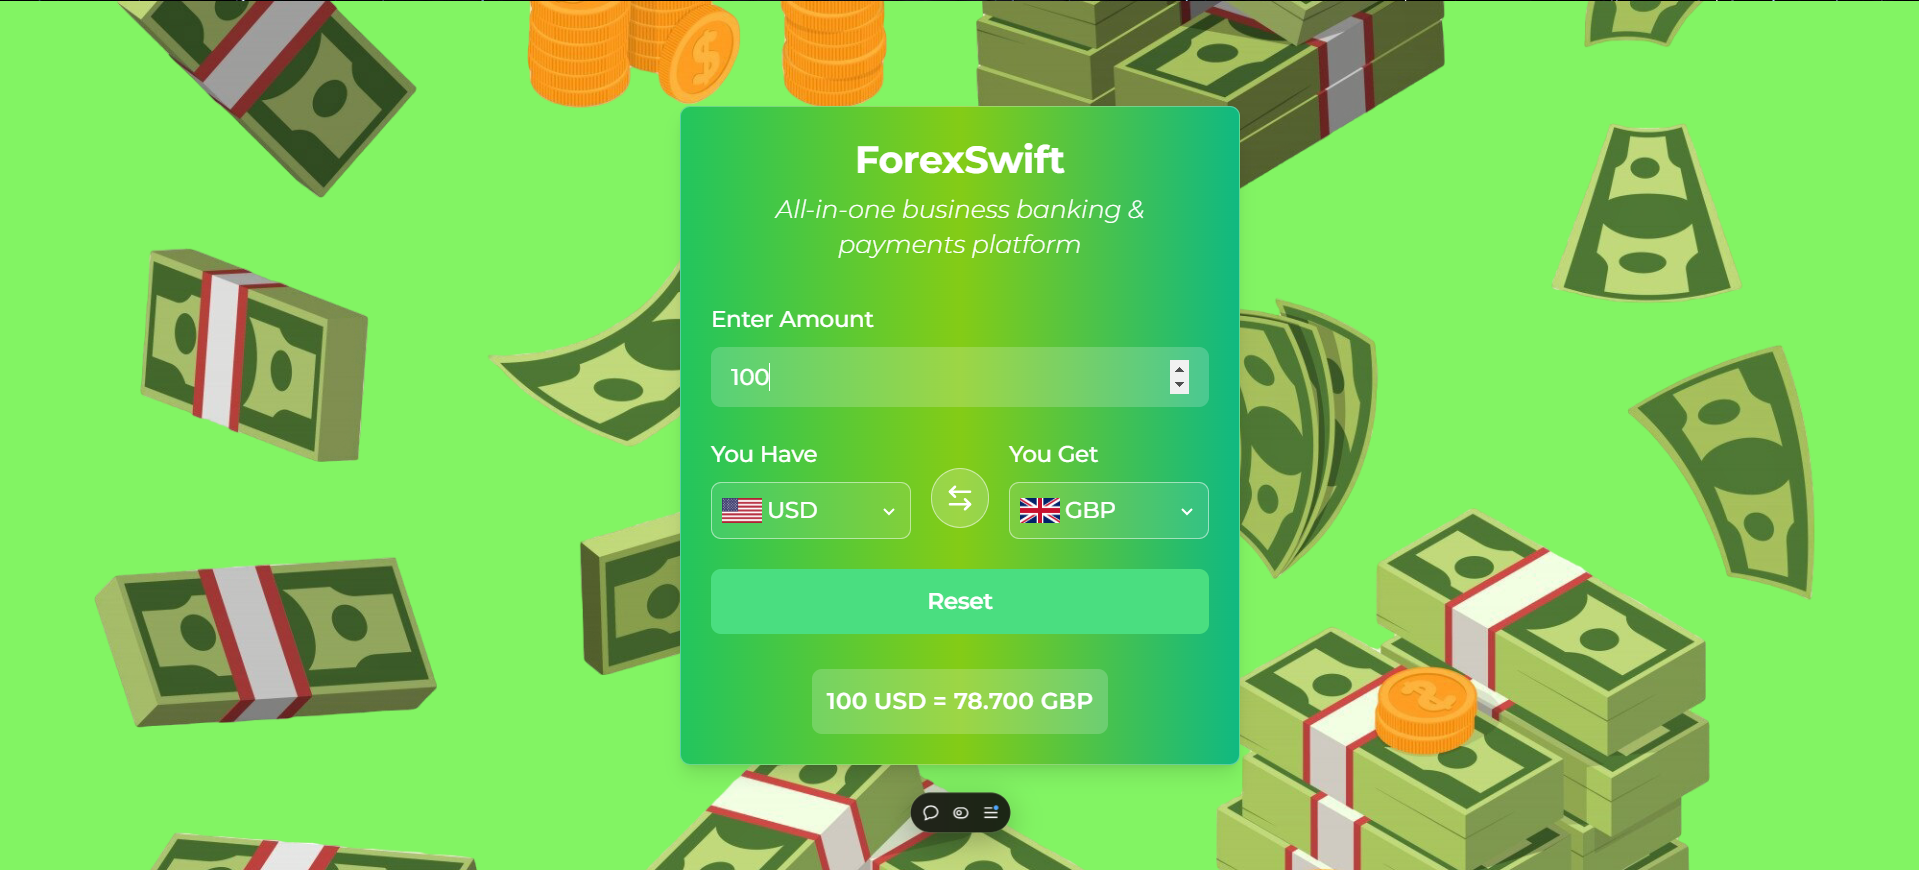 ForexSwift
All-in-one business banking &
payments platform
Enter Amount
100
You Have
You Get
USD
GBP
Reset
100 USD = 78.700 GBP